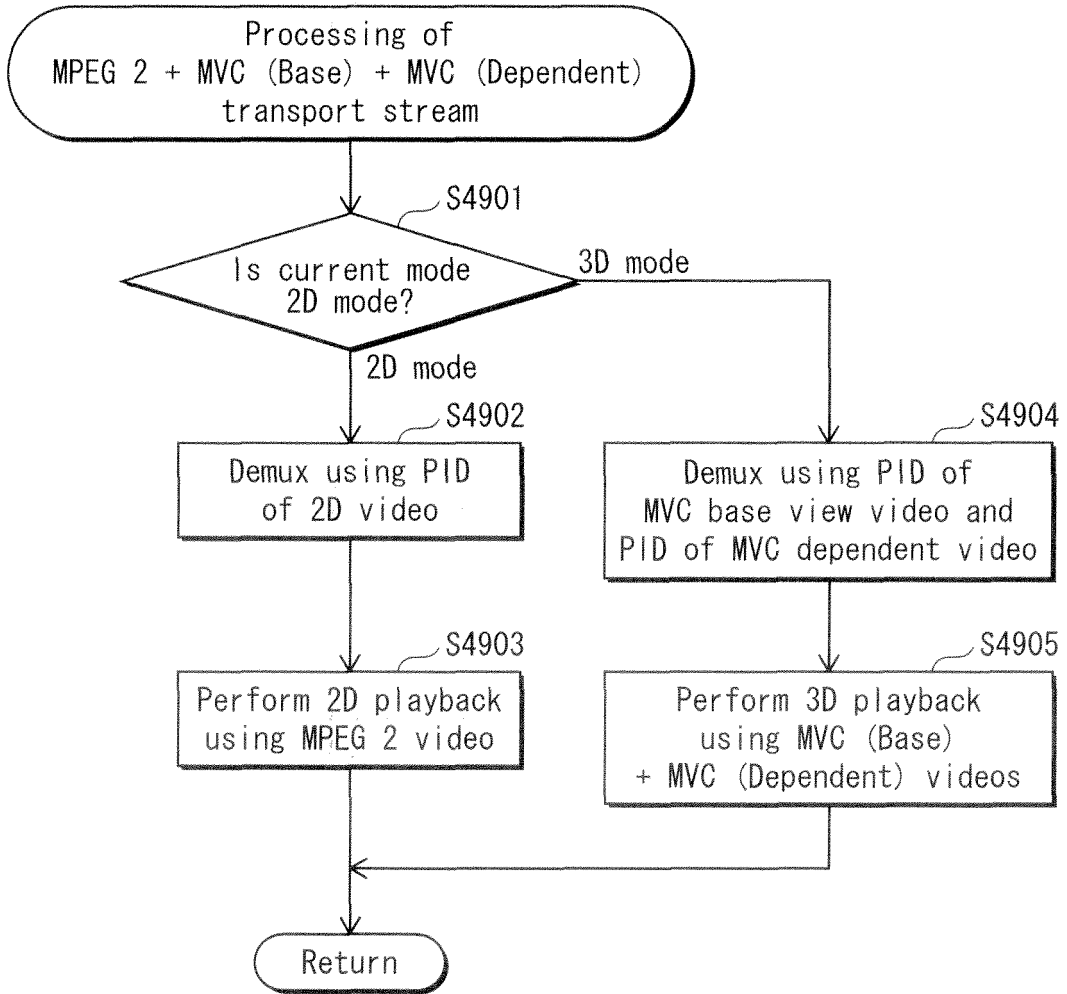 Processing of
MPEG 2 + MVC (Base) + MVC (Dependent)
transport stream
S4901
Is current mode
2D mode?
3D mode
2D mode
S4902
Demux using PID
of 2D video
S4904
Demux using PID of
MVC base view video and
PID of MVC dependent video
S4903
Perform 2D playback
using MPEG 2 video
S4905
Perform 3D playback
using MVC (Base)
+ MVC (Dependent) videos
Return